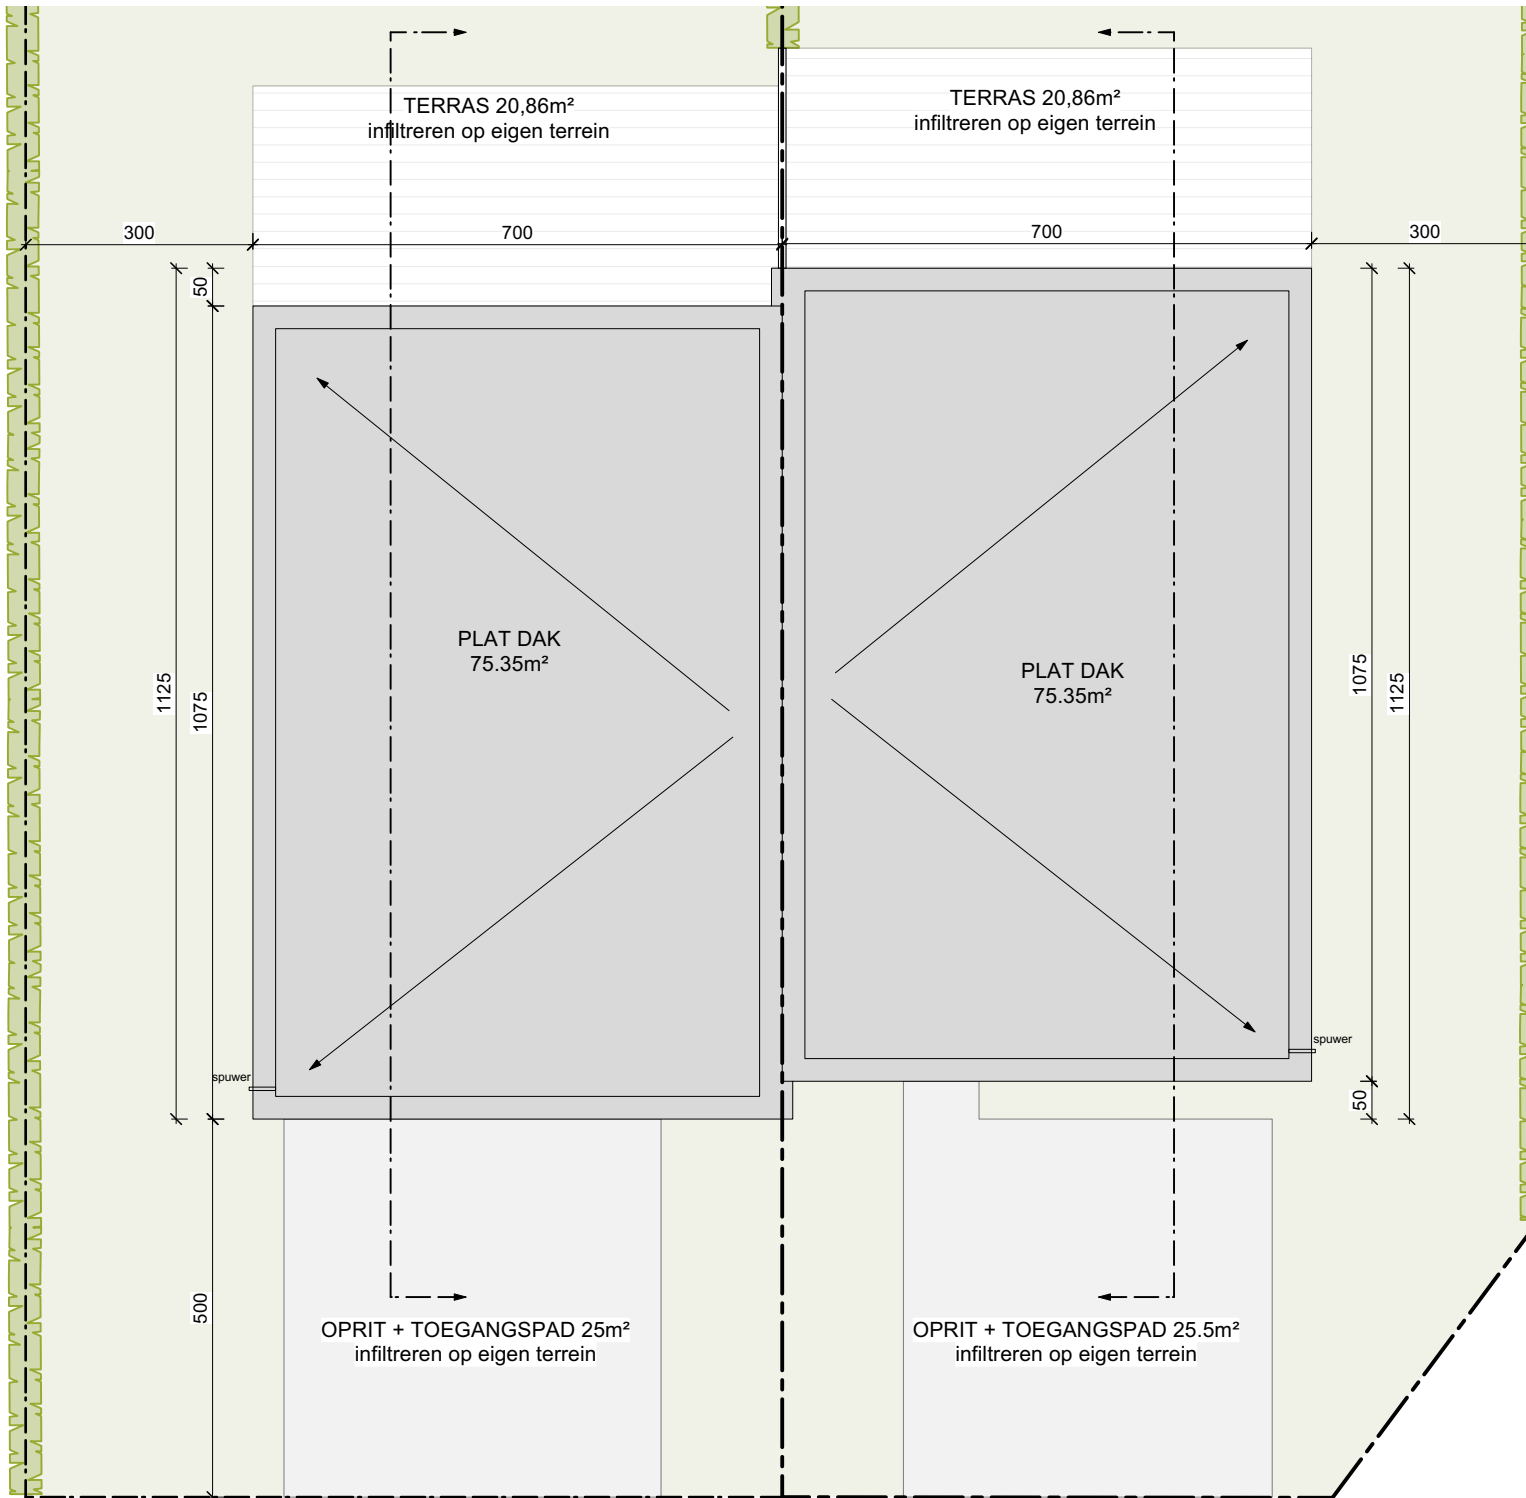 TERRAS 20,86m²
infiltreren op eigen terrein
TERRAS 20,86m²
infiltreren op eigen terrein
300
700
700
300
50
PLAT DAK
75.35m²
PLAT DAK
75.35m²
1125
1075
1075
1125
spuwer
spuwer
50
500
OPRIT + TOEGANGSPAD 25m²
infiltreren op eigen terrein
OPRIT + TOEGANGSPAD 25.5m²
infiltreren op eigen terrein